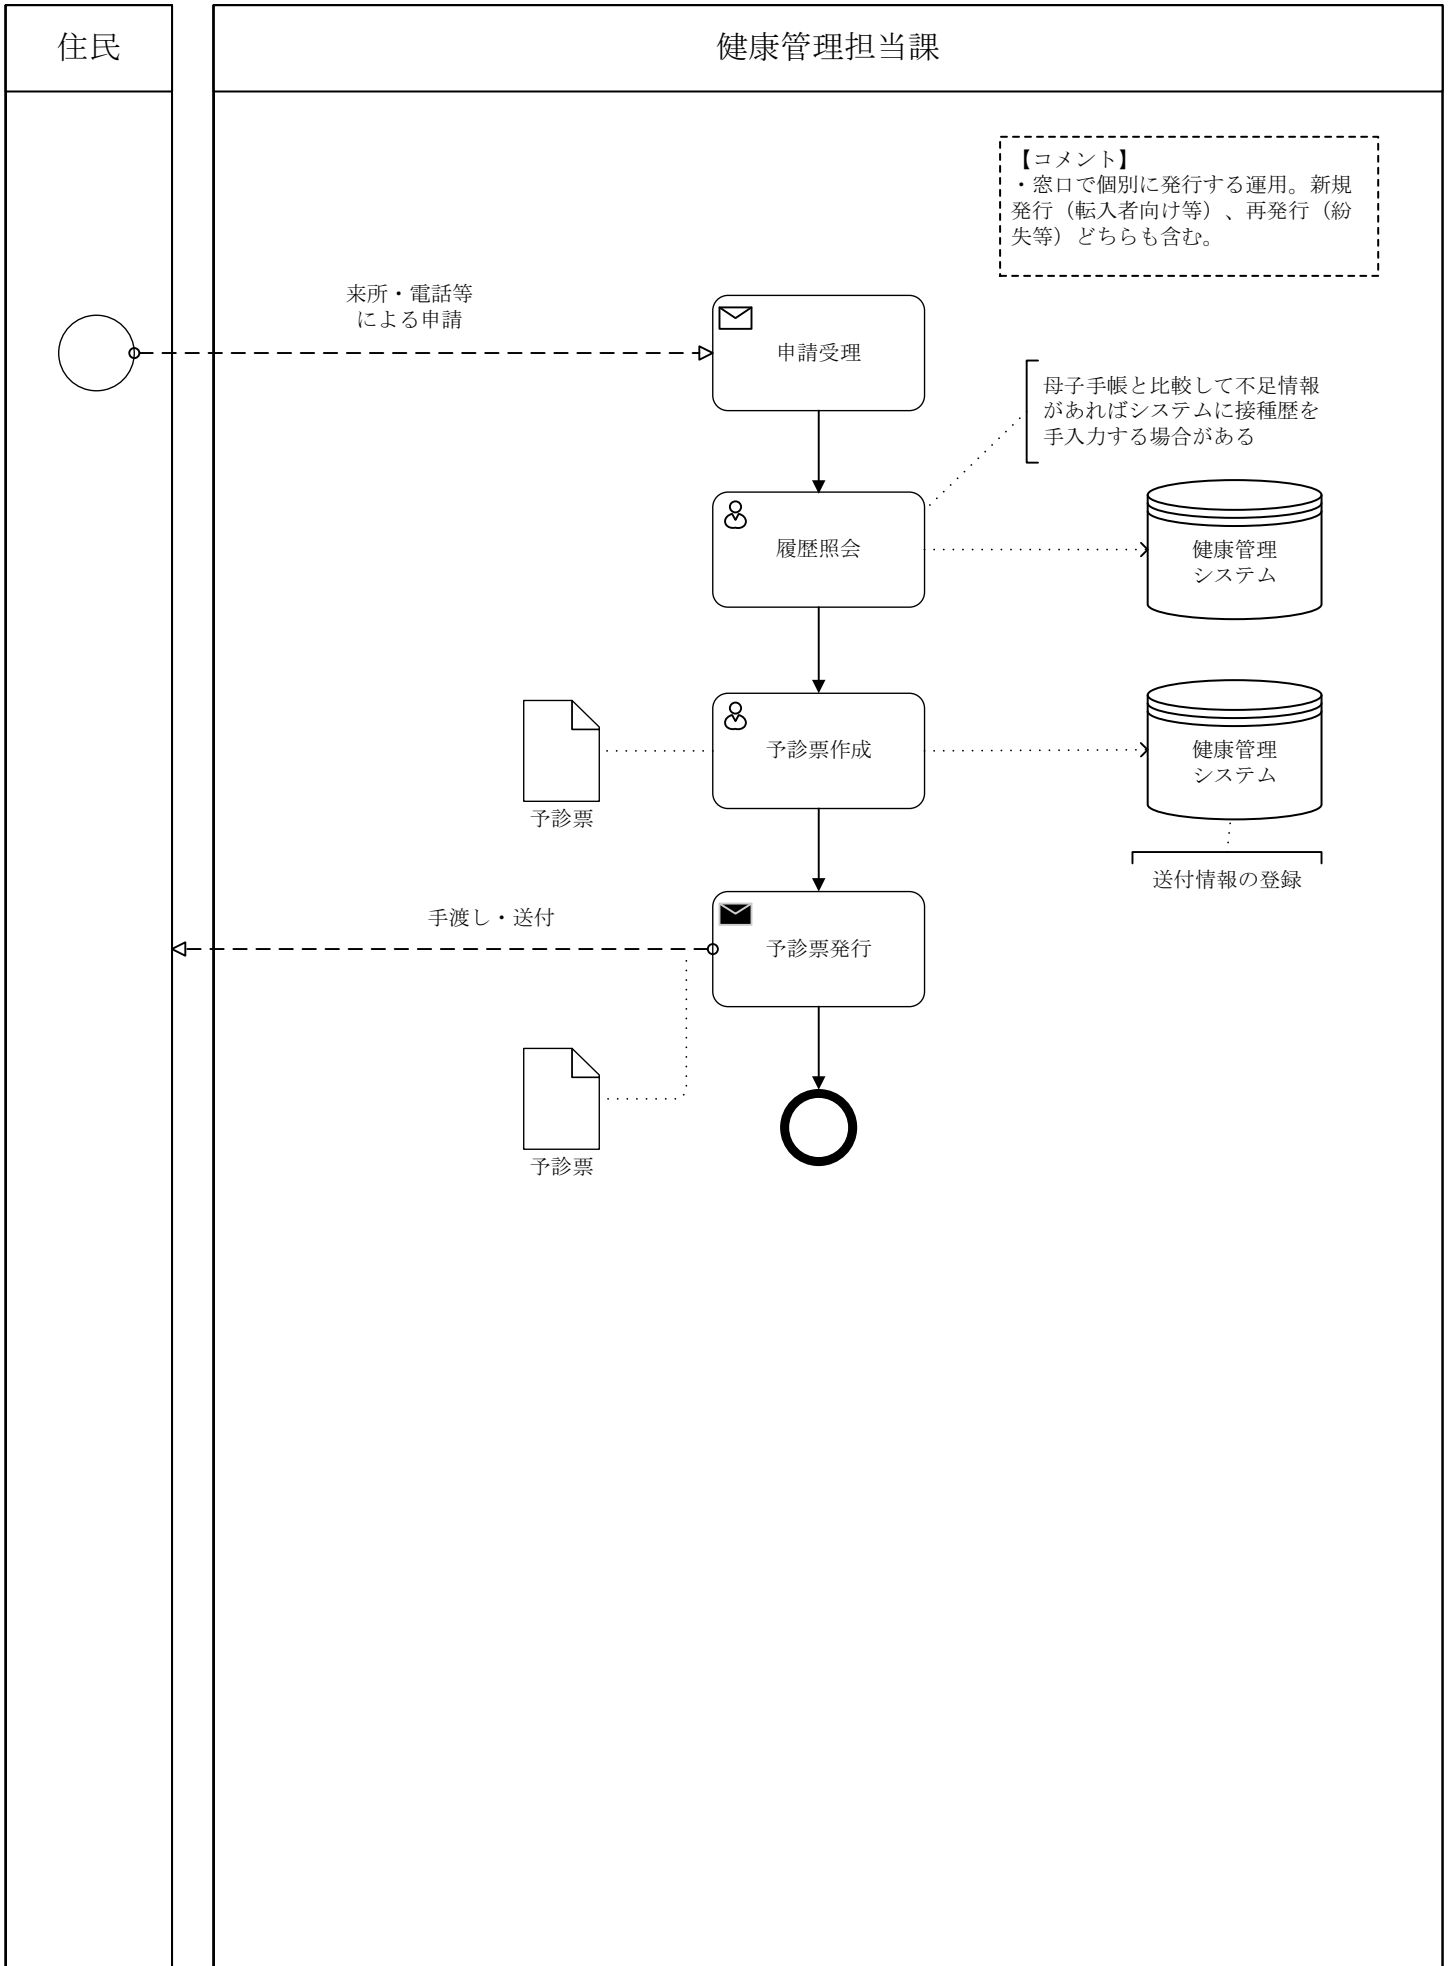 住民
健康管理担当課
【コメント】
・窓口で個別に発行する運用。新規
発行（転入者向け等）、再発行（紛
失等）どちらも含む。
来所・電話等
による申請
申請受理
母子手帳と比較して不足情報
があればシステムに接種歴を
手入力する場合がある
履歴照会
健康管理
システム
予診票作成
予診票
健康管理
システム
送付情報の登録
手渡し・送付
予診票発行
予診票